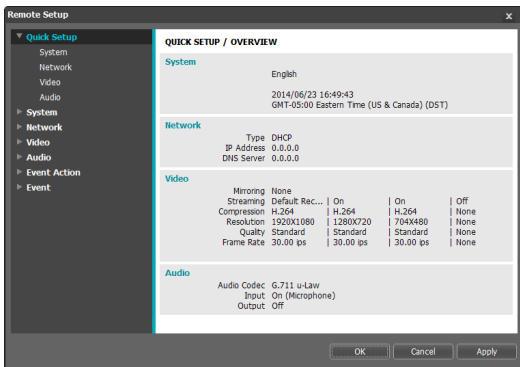 Remote Setup
x
Quick Setup
System
Network
Video
Audio
System
Network
Video
Audio
Event Action
Event
QUICK SETUP / OVERVIEW
System
English
2014/06/23 16:49:43
GMT-05:00 Eastern Time (US & Canada) (DST)
Network
Type DHCP
IP Address 0.0.0.0
DNS Server 0.0.0.0
Video
Mirroring None
Streaming Default Rec... | On | On | Off
Compression H.264 | H.264 | H.264 | None
Resolution 1920X1080 | 1280X720 | 704X480 | None
Quality Standard | Standard | Standard | None
Frame Rate 30.00 ips | 30.00 ips | 30.00 ips | None
Audio
Audio Codec G.711 u-Law
Input On (Microphone)
Output Off
OK Cancel Apply